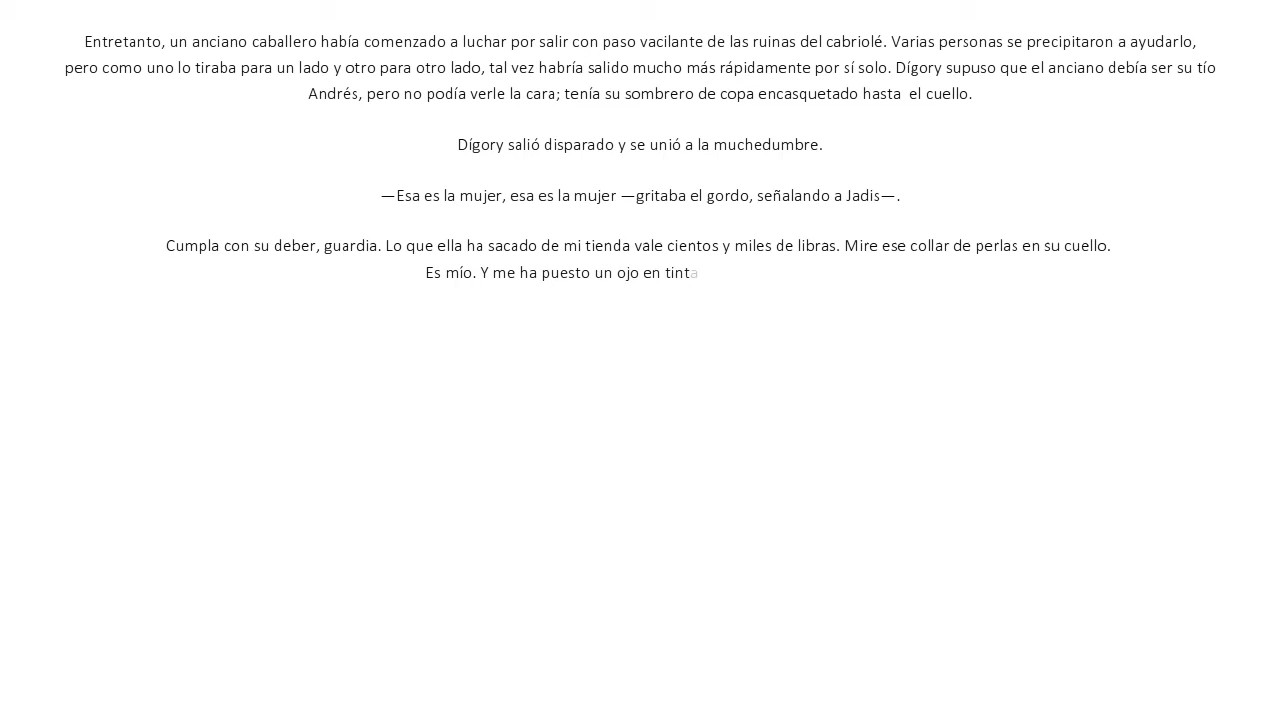 Entretanto, un anciano caballero había comenzado a luchar por salir con paso vacilante de las ruinas del cabriolé. Varias personas se precipitaron a ayudarlo,
pero como uno lo tiraba para un lado y otro para otro lado, tal vez habría salido mucho más rápidamente por sí solo. Dígory supuso que el anciano debía ser su tío
Andrés, pero no podía verle la cara; tenía su sombrero de copa encasquetado hasta el cuello.
Dígory salió disparado y se unió a la muchedumbre.
—Esa es la mujer, esa es la mujer —gritaba el gordo, señalando a Jadis—.
Cumpla con su deber, guardia. Lo que ella ha sacado de mi tienda vale cientos y miles de libras. Mire ese collar de perlas en su cuello.
Es mío. Y me ha puesto un ojo en tinta